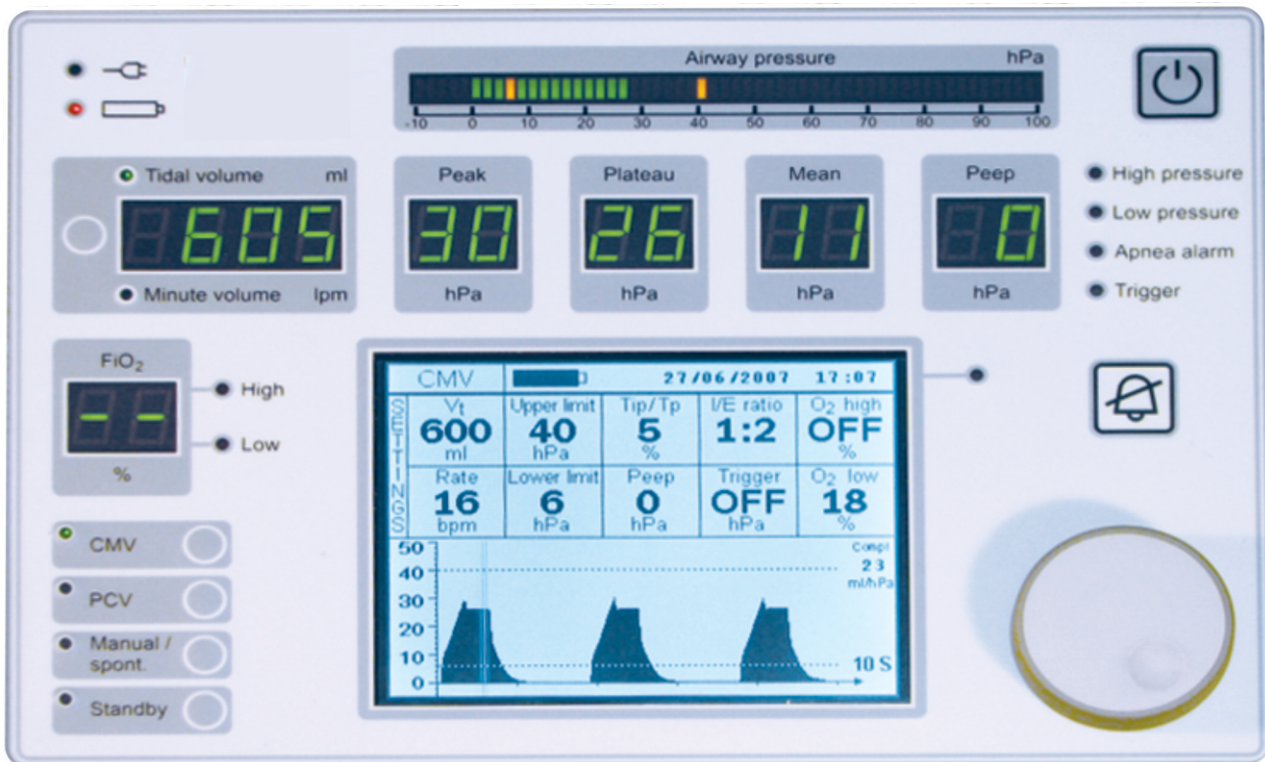 Airway pressure hPa
-10 0 10 20 30 40 50 60 70 80 90 100
Tidal volume ml
605
Minute volume lpm
Peak
30
hPa
Plateau
26
hPa
Mean
11
hPa
Peep
0
hPa
High pressure
Low pressure
Apnea alarm
Trigger
FiO₂
--
%
High
Low
CMV
PCV
Manual /
spont.
Standby
CMV 27/06/2007 17:07
SETTINGS
Vt Upper limit Tip/Tp I/E ratio O₂ high
600 40 5 1:2 OFF
ml hPa % %
Rate Lower limit Peep Trigger O₂ low
16 6 0 OFF 18
bpm hPa hPa hPa %
50
40
30
20
10
0
Compl
23
ml/hPa
10 S